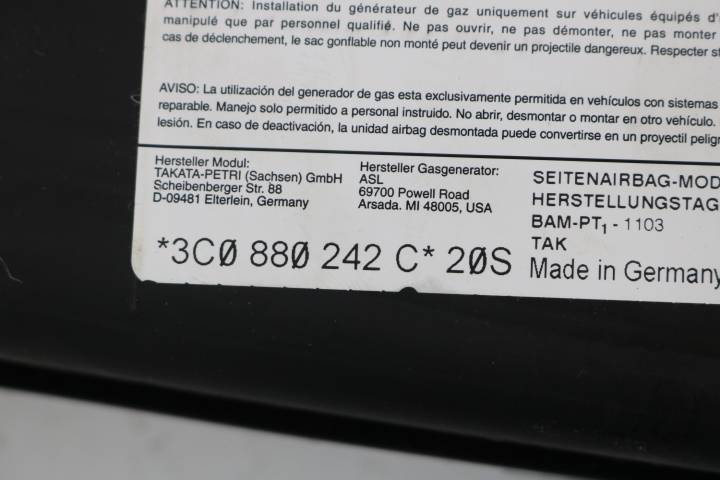 ATTENTION: Installation du générateur de gaz uniquement sur véhicules équipés
manipulé que par personnel qualifié. Ne pas ouvrir, ne pas démonter, ne pas monter
cas de déclenchement, le sac gonflable non monté peut devenir un projectile dangereux. Respecter
AVISO: La utilización del generador de gas esta exclusivamente permitida en vehículos con sistemas
reparable. Manejo solo permitido a personal instruido. No abrir, desmontar o montar en otro vehículo.
lesión. En caso de deactivación, la unidad airbag desmontada puede convertirse en un proyectil
Hersteller Modul:
TAKATA-PETRI (Sachsen) GmbH
Scheibenberger Str. 88
D-09481 Elterlein, Germany
Hersteller Gasgenerator:
ASL
69700 Powell Road
Arsada. MI 48005, USA
SEITENAIRBAG-MOD
HERSTELLUNGSTAG
BAM-PT₁ - 1103
TAK
Made in Germany
*3C0 880 242 C* 20S